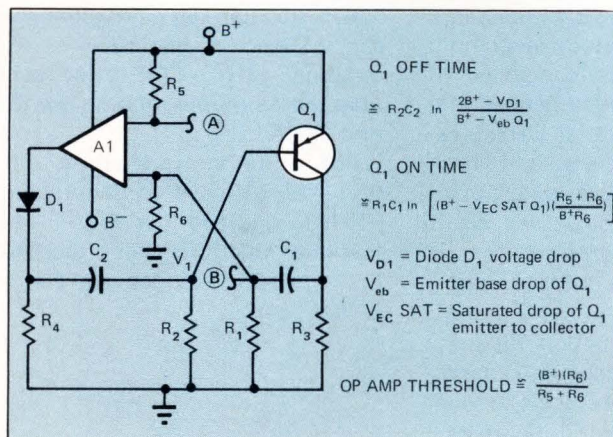 B+
R5
Q1
A
A1
R6
D1
B−
C2
V1
B
C1
R4
R2
R1
R3
Q1 OFF TIME
≅ R2C2 ln (2B+ − VD1) / (B+ − Veb Q1)
Q1 ON TIME
≅ R1C1 ln [(B+ − VEC SAT Q1)((R5 + R6) / (B+R6))]
VD1 = Diode D1 voltage drop
Veb = Emitter base drop of Q1
VEC SAT = Saturated drop of Q1
emitter to collector
OP AMP THRESHOLD ≅ (B+)(R6) / (R5 + R6)